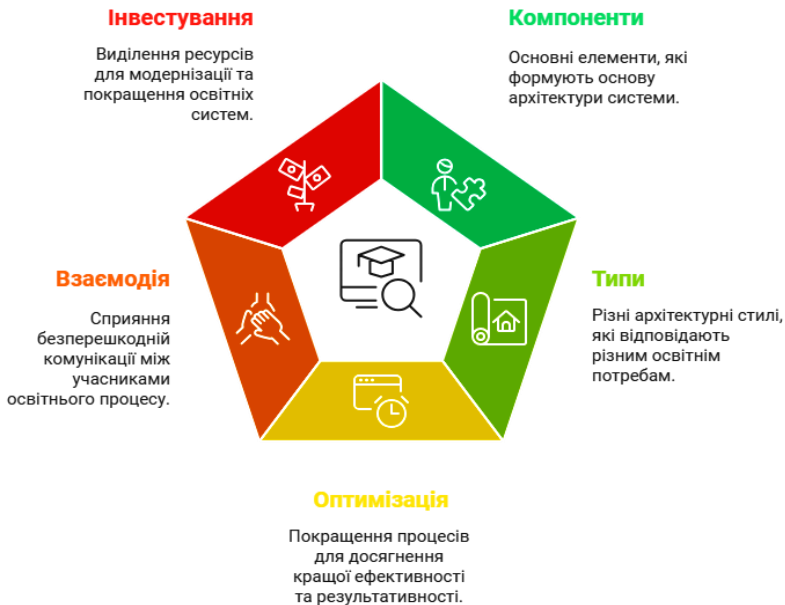 Інвестування
Виділення ресурсів
для модернізації та
покращення освітніх
систем.
Компоненти
Основні елементи, які
формують основу
архітектури системи.
Взаємодія
Сприяння
безперешкодній
комунікації між
учасниками
освітнього процесу.
Типи
Різні архітектурні стилі,
які відповідають
різним освітнім
потребам.
Оптимізація
Покращення процесів
для досягнення
кращої ефективності
та результативності.